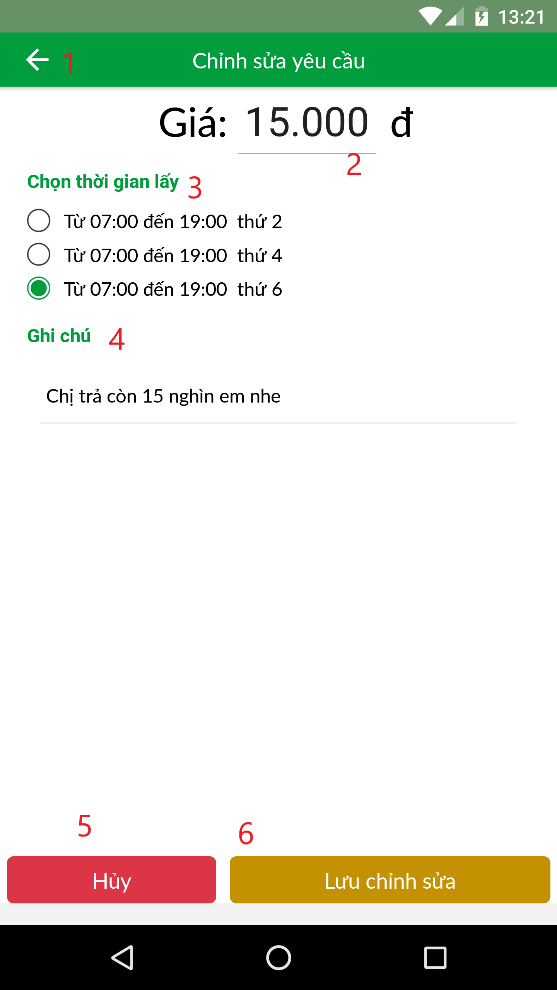 13:21
1 Chỉnh sửa yêu cầu
Giá: 15.000 đ
2
Chọn thời gian lấy 3
Từ 07:00 đến 19:00 thứ 2
Từ 07:00 đến 19:00 thứ 4
Từ 07:00 đến 19:00 thứ 6
Ghi chú 4
Chị trả còn 15 nghìn em nhe
5 6
Hủy Lưu chỉnh sửa